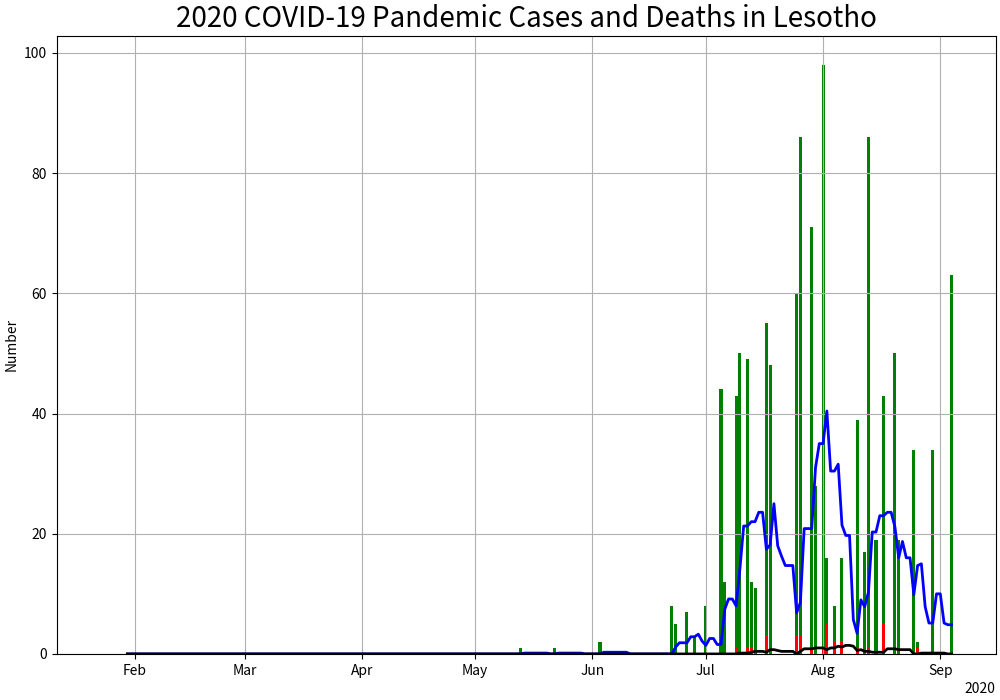 2020 COVID-19 Pandemic Cases and Deaths in Lesotho
100
80
60
40
20
0
Number
Feb Mar Apr May Jun Jul Aug Sep
2020